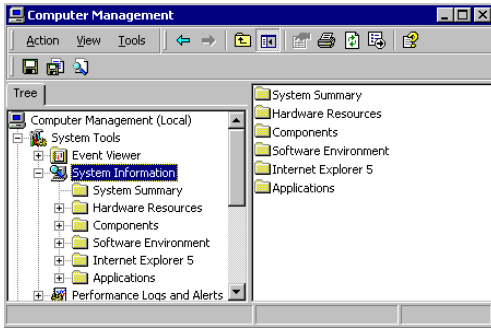 Computer Management
Action View Tools
Tree
Computer Management (Local)
System Tools
Event Viewer
System Information
System Summary
Hardware Resources
Components
Software Environment
Internet Explorer 5
Applications
Performance Logs and Alerts
System Summary
Hardware Resources
Components
Software Environment
Internet Explorer 5
Applications